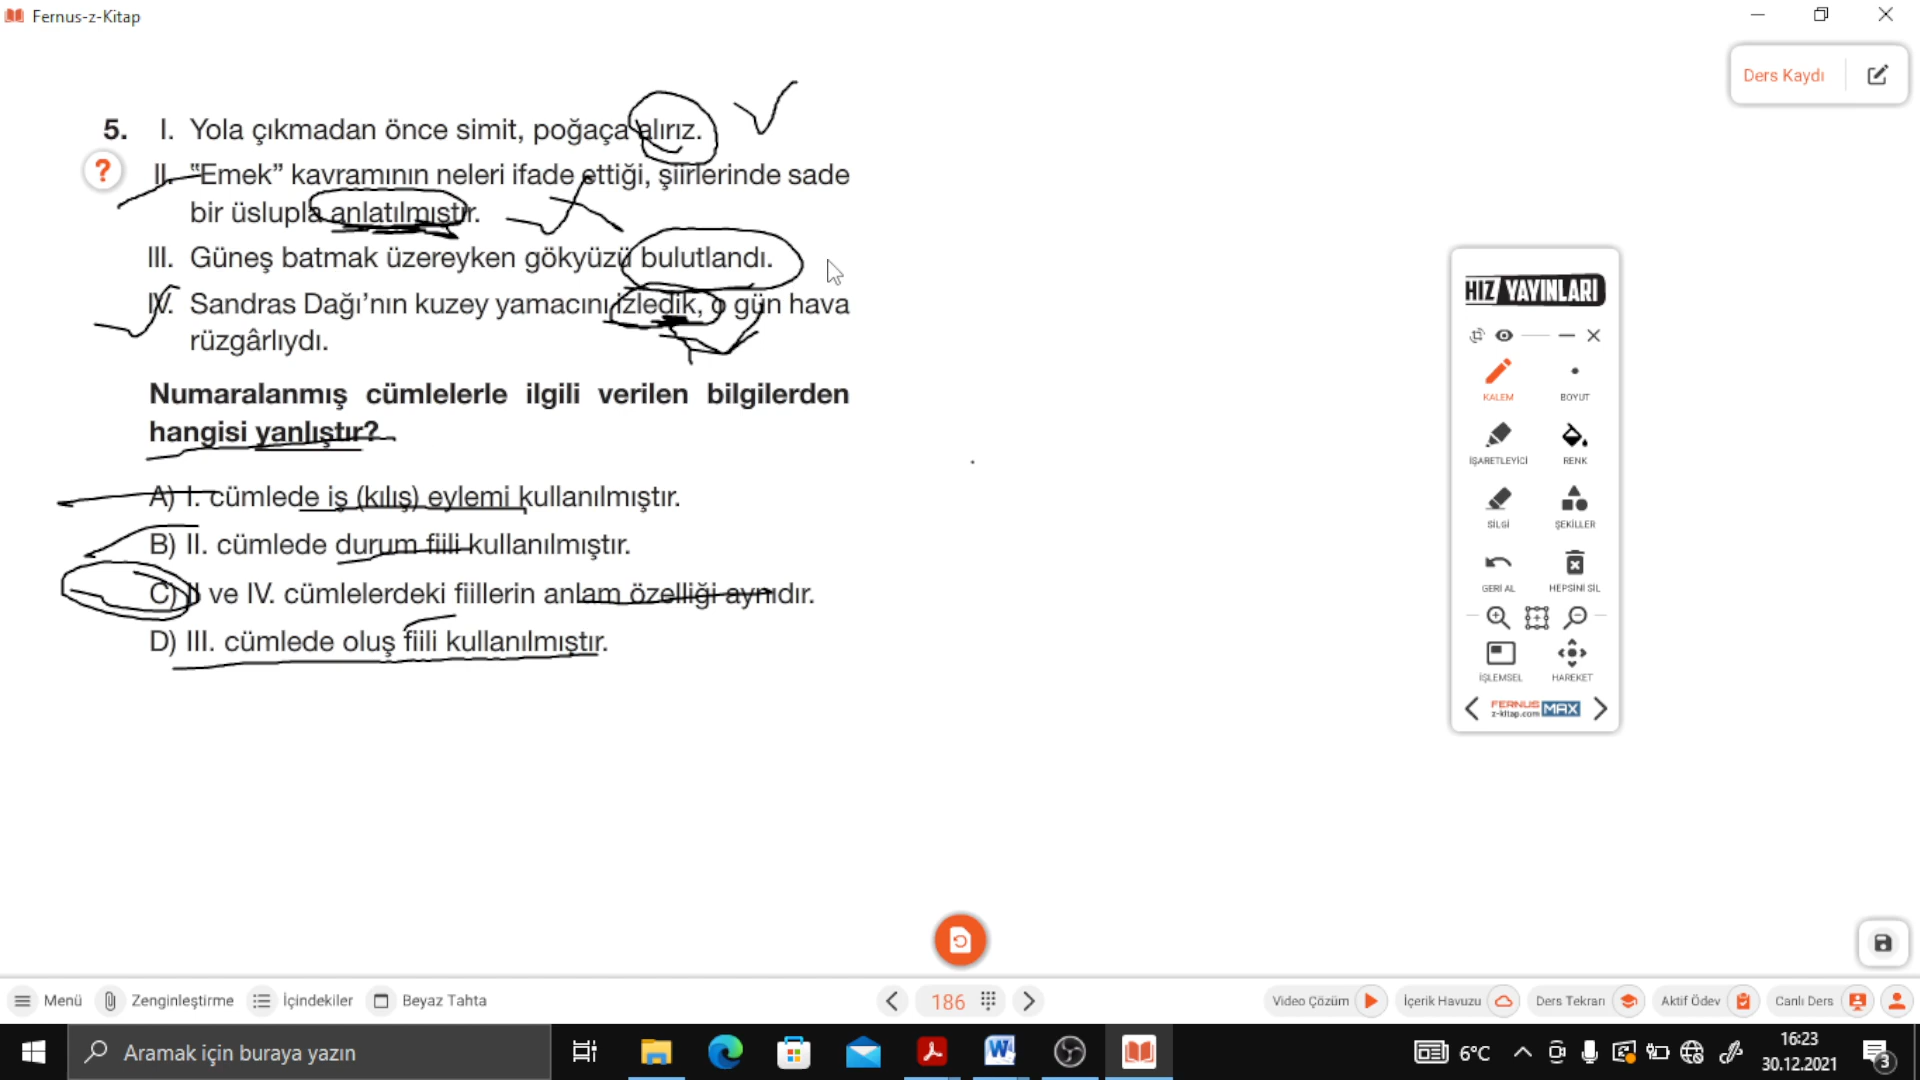 Fernus-z-Kitap
Ders Kaydı
5. I. Yola çıkmadan önce simit, poğaça alırız.
?
II. “Emek” kavramının neleri ifade ettiği, şiirlerinde sade
bir üslupla anlatılmıştır.
III. Güneş batmak üzereyken gökyüzü bulutlandı.
IV. Sandras Dağı’nın kuzey yamacını izledik, o gün hava
rüzgârlıydı.
Numaralanmış cümlelerle ilgili verilen bilgilerden
hangisi yanlıştır?
A) I. cümlede iş (kılış) eylemi kullanılmıştır.
B) II. cümlede durum fiili kullanılmıştır.
C) II ve IV. cümlelerdeki fiillerin anlam özelliği aynıdır.
D) III. cümlede oluş fiili kullanılmıştır.
HIZ YAYINLARI
KALEM BOYUT
İŞARETLEYİCİ RENK
SİLGİ ŞEKİLLER
GERİ AL HEPSİNİ SİL
İŞLEMSEL HAREKET
FERNUS z-kitap.com MAX
Menü Zenginleştirme İçindekiler Beyaz Tahta 186 Video Çözüm İçerik Havuzu Ders Tekrarı Aktif Ödev Canlı Ders
Aramak için buraya yazın 6°C 16:23
30.12.2021 3